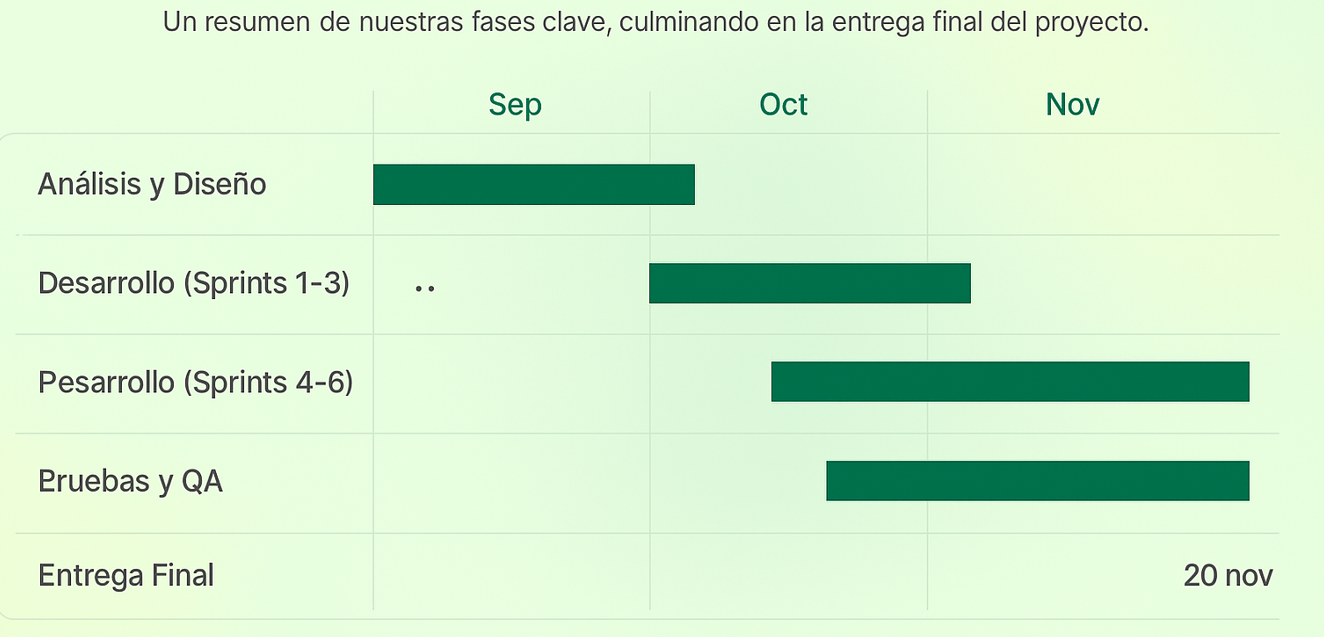 Un resumen de nuestras fases clave, culminando en la entrega final del proyecto.
Sep Oct Nov
Análisis y Diseño
Desarrollo (Sprints 1-3) ..
Pesarrollo (Sprints 4-6)
Pruebas y QA
Entrega Final 20 nov